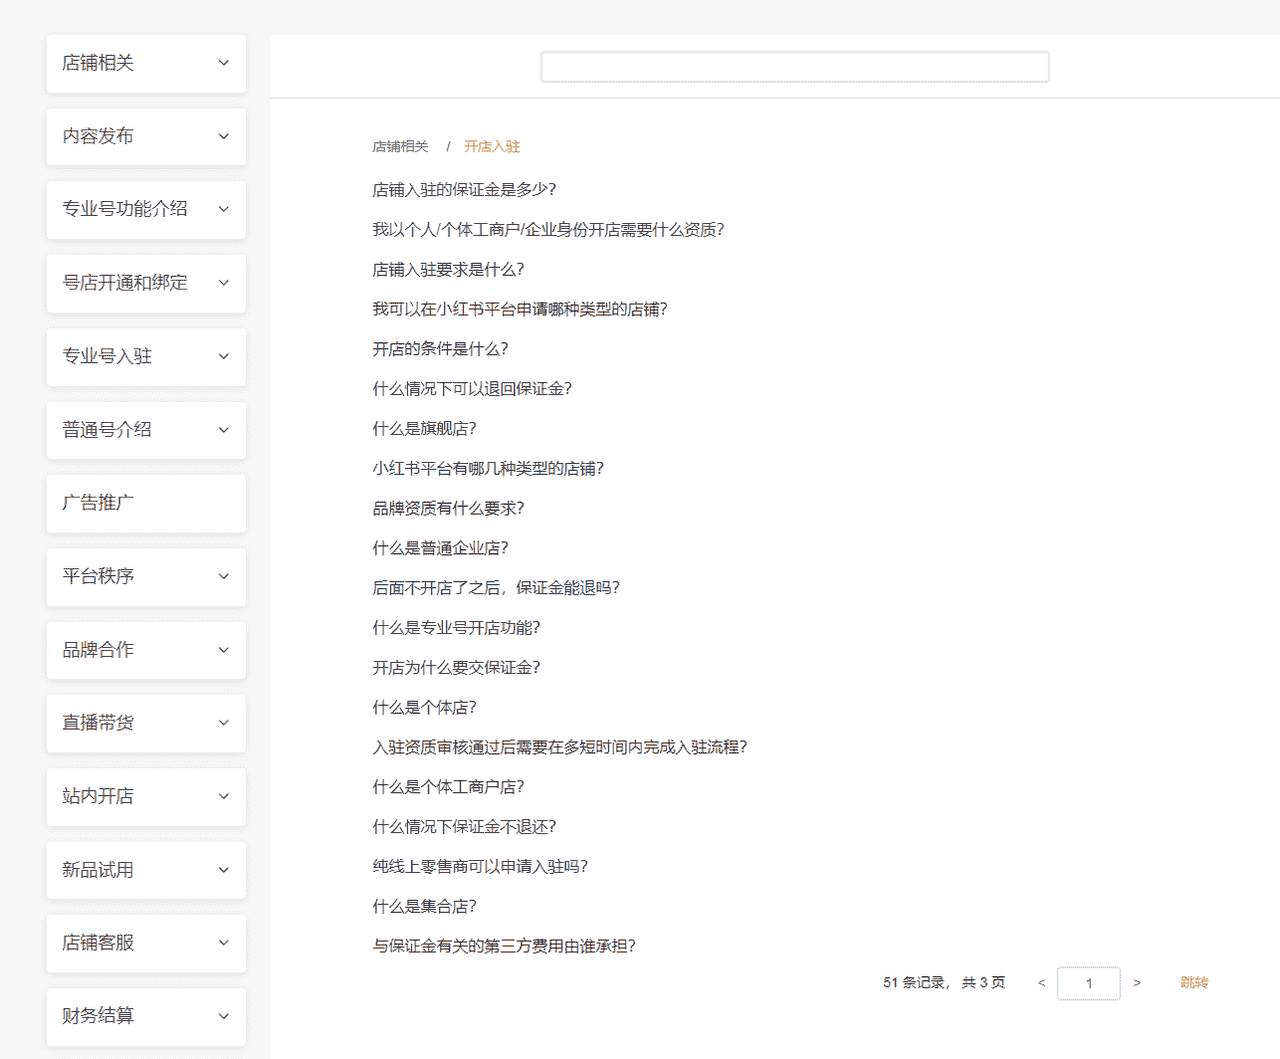 店铺相关
内容发布
专业号功能介绍
号店开通和绑定
专业号入驻
普通号介绍
广告推广
平台秩序
品牌合作
直播带货
站内开店
新品试用
店铺客服
财务结算
店铺相关 / 开店入驻
店铺入驻的保证金是多少?
我以个人/个体工商户/企业身份开店需要什么资质?
店铺入驻要求是什么?
我可以在小红书平台申请哪种类型的店铺?
开店的条件是什么?
什么情况下可以退回保证金?
什么是旗舰店?
小红书平台有哪几种类型的店铺?
品牌资质有什么要求?
什么是普通企业店?
后面不开店了之后，保证金能退吗?
什么是专业号开店功能?
开店为什么要交保证金?
什么是个体店?
入驻资质审核通过后需要在多短时间内完成入驻流程?
什么是个体工商户店?
什么情况下保证金不退还?
纯线上零售商可以申请入驻吗?
什么是集合店?
与保证金有关的第三方费用由谁承担?
51 条记录， 共 3 页 < 1 > 跳转